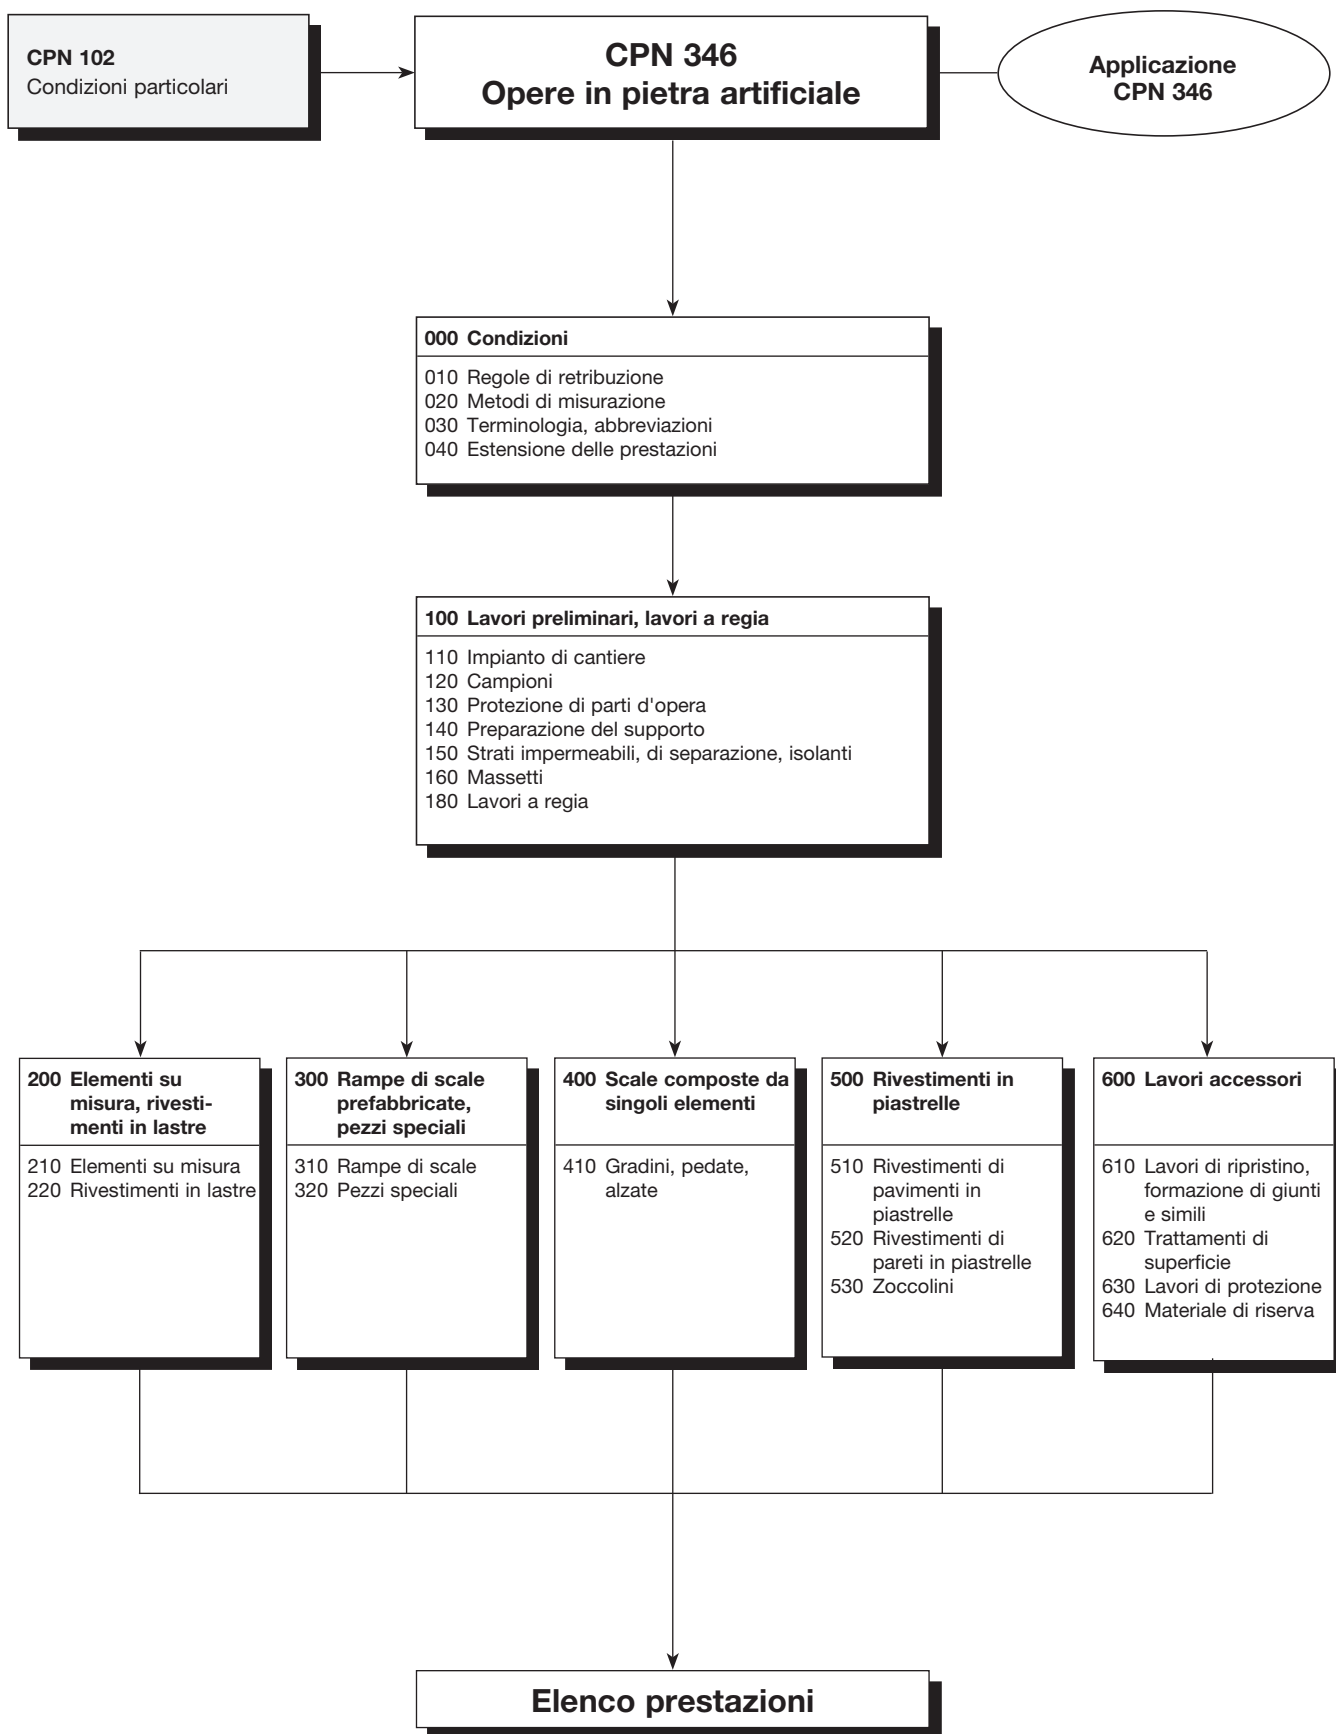 CPN 102
Condizioni particolari
CPN 346
Opere in pietra artificiale
Applicazione
CPN 346
000 Condizioni
010 Regole di retribuzione
020 Metodi di misurazione
030 Terminologia, abbreviazioni
040 Estensione delle prestazioni
100 Lavori preliminari, lavori a regia
110 Impianto di cantiere
120 Campioni
130 Protezione di parti d'opera
140 Preparazione del supporto
150 Strati impermeabili, di separazione, isolanti
160 Massetti
180 Lavori a regia
200 Elementi su
misura, rivesti-
menti in lastre
210 Elementi su misura
220 Rivestimenti in lastre
300 Rampe di scale
prefabbricate,
pezzi speciali
310 Rampe di scale
320 Pezzi speciali
400 Scale composte da
singoli elementi
410 Gradini, pedate,
alzate
500 Rivestimenti in
piastrelle
510 Rivestimenti di
pavimenti in
piastrelle
520 Rivestimenti di
pareti in piastrelle
530 Zoccolini
600 Lavori accessori
610 Lavori di ripristino,
formazione di giunti
e simili
620 Trattamenti di
superficie
630 Lavori di protezione
640 Materiale di riserva
Elenco prestazioni